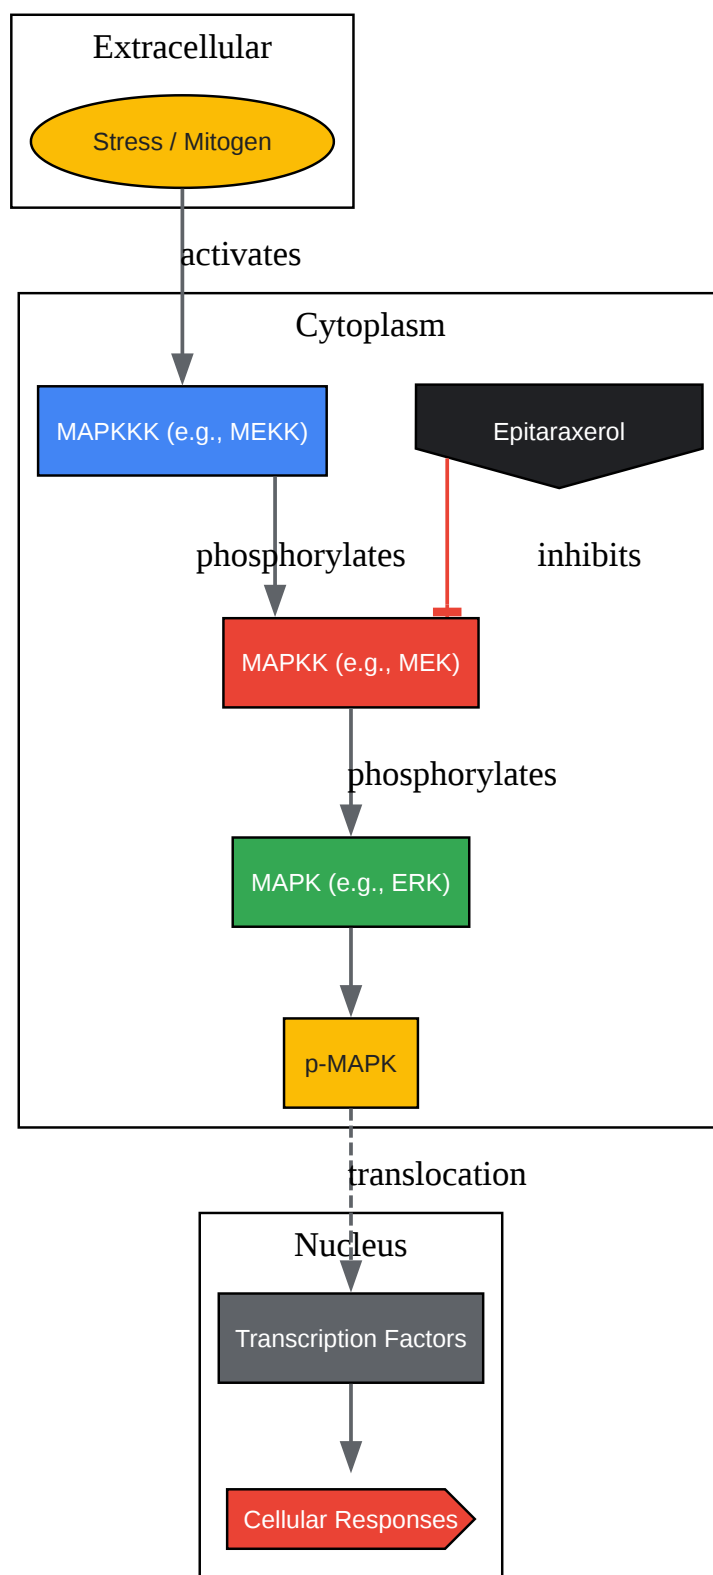 Extracellular
Stress / Mitogen
activates
Cytoplasm
MAPKKK (e.g., MEKK)
Epitaraxerol
phosphorylates
inhibits
MAPKK (e.g., MEK)
phosphorylates
MAPK (e.g., ERK)
p-MAPK
translocation
Nucleus
Transcription Factors
Cellular Responses